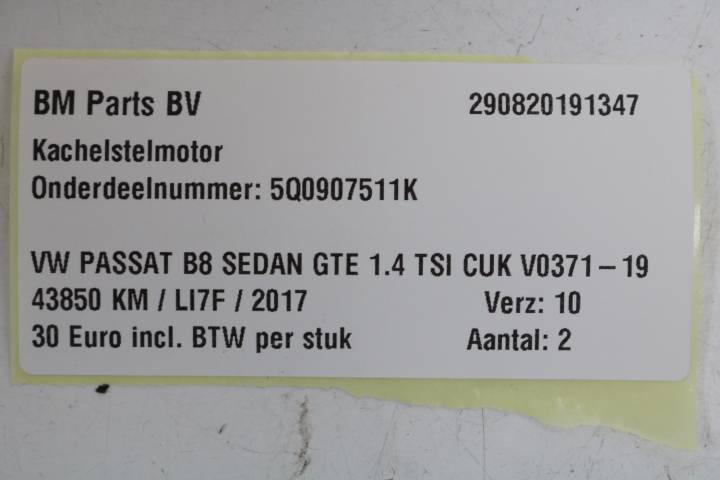 BM Parts BV 290820191347
Kachelstelmotor
Onderdeelnummer: 5Q0907511K
VW PASSAT B8 SEDAN GTE 1.4 TSI CUK V0371-19
43850 KM / LI7F / 2017 Verz: 10
30 Euro incl. BTW per stuk Aantal: 2